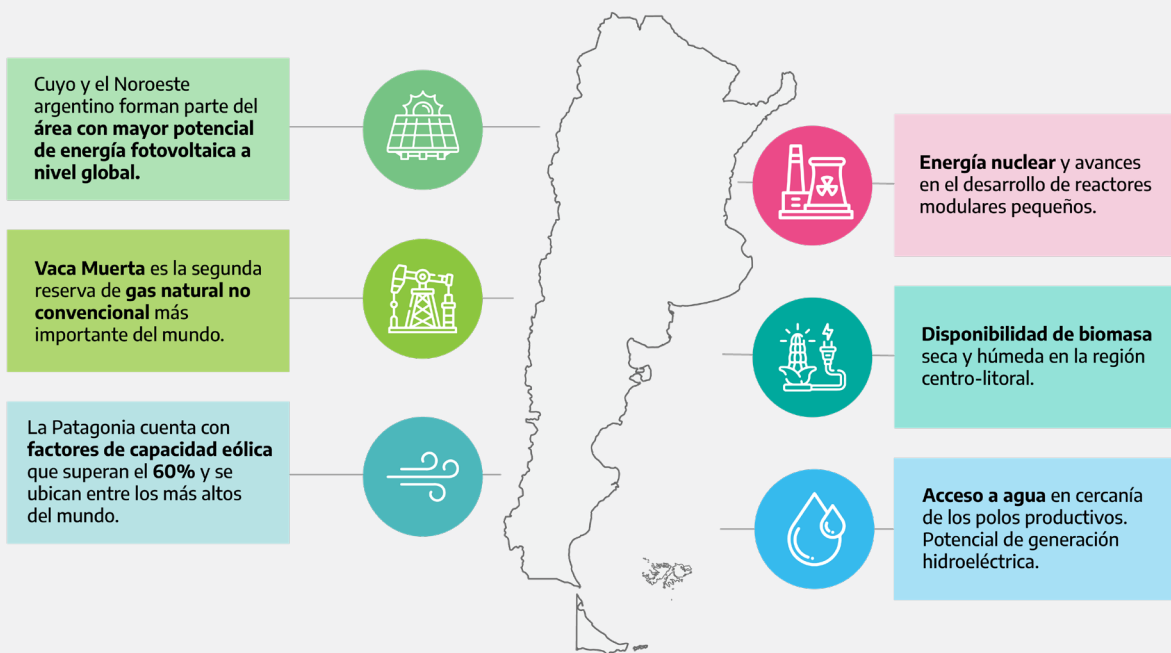 Cuyo y el Noroeste
argentino forman parte del
área con mayor potencial
de energía fotovoltaica a
nivel global.
Vaca Muerta es la segunda
reserva de gas natural no
convencional más
importante del mundo.
La Patagonia cuenta con
factores de capacidad eólica
que superan el 60% y se
ubican entre los más altos
del mundo.
Energía nuclear y avances
en el desarrollo de reactores
modulares pequeños.
Disponibilidad de biomasa
seca y húmeda en la región
centro-litoral.
Acceso a agua en cercanía
de los polos productivos.
Potencial de generación
hidroeléctrica.